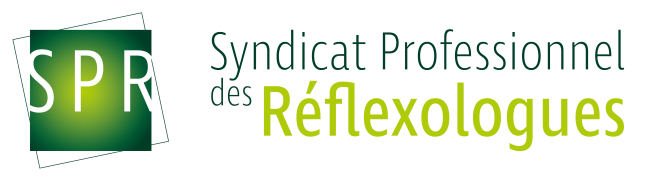 SPR
Syndicat Professionnel
des Réflexologues